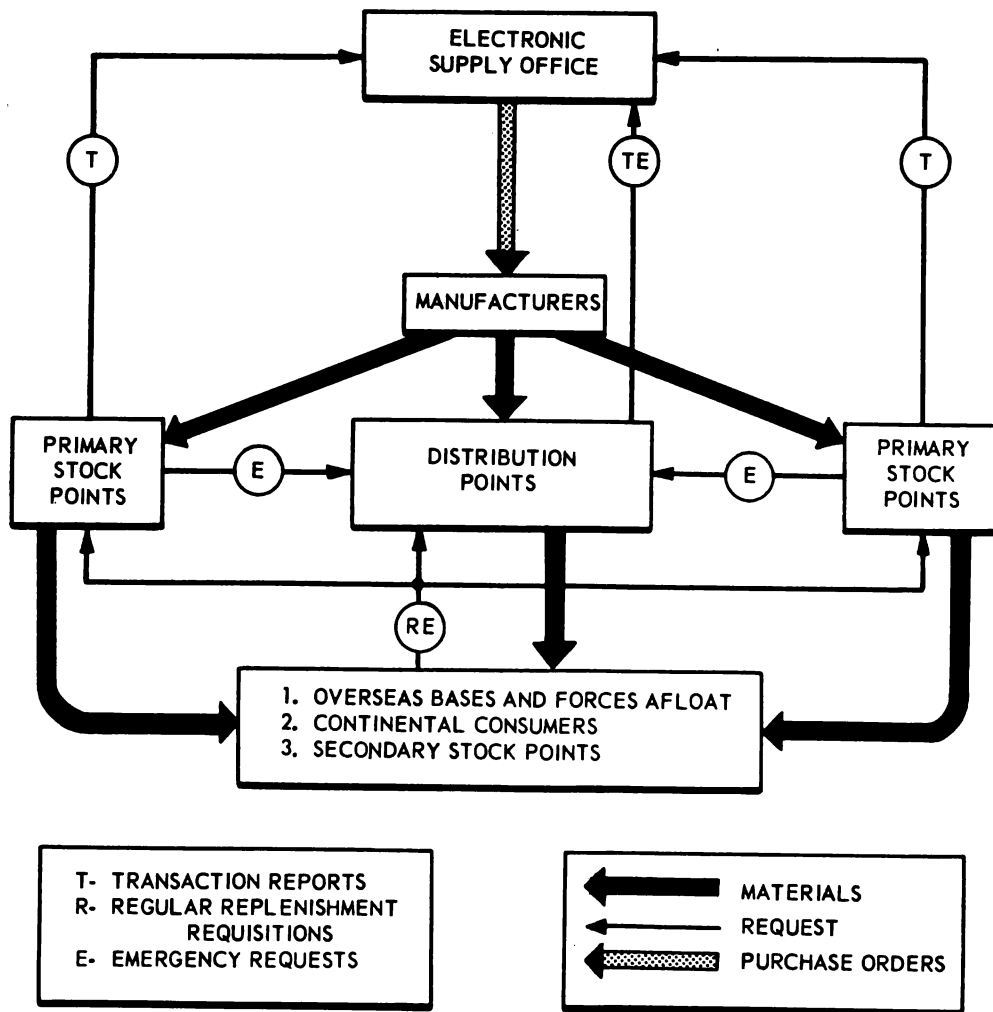 ELECTRONIC
SUPPLY OFFICE
T
TE
T
MANUFACTURERS
PRIMARY
STOCK
POINTS
E
DISTRIBUTION
POINTS
E
PRIMARY
STOCK
POINTS
RE
1. OVERSEAS BASES AND FORCES AFLOAT
2. CONTINENTAL CONSUMERS
3. SECONDARY STOCK POINTS
T- TRANSACTION REPORTS
R- REGULAR REPLENISHMENT
REQUISITIONS
E- EMERGENCY REQUESTS
MATERIALS
REQUEST
PURCHASE ORDERS